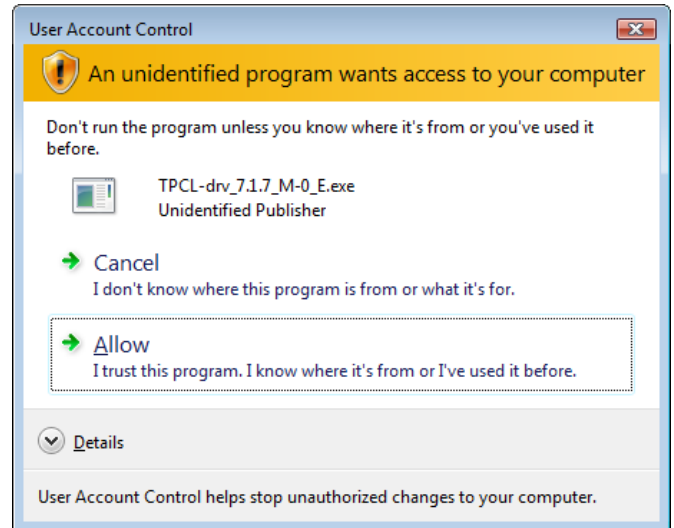 User Account Control
An unidentified program wants access to your computer
Don't run the program unless you know where it's from or you've used it
before.
TPCL-drv_7.1.7_M-0_E.exe
Unidentified Publisher
Cancel
I don't know where this program is from or what it's for.
Allow
I trust this program. I know where it's from or I've used it before.
Details
User Account Control helps stop unauthorized changes to your computer.